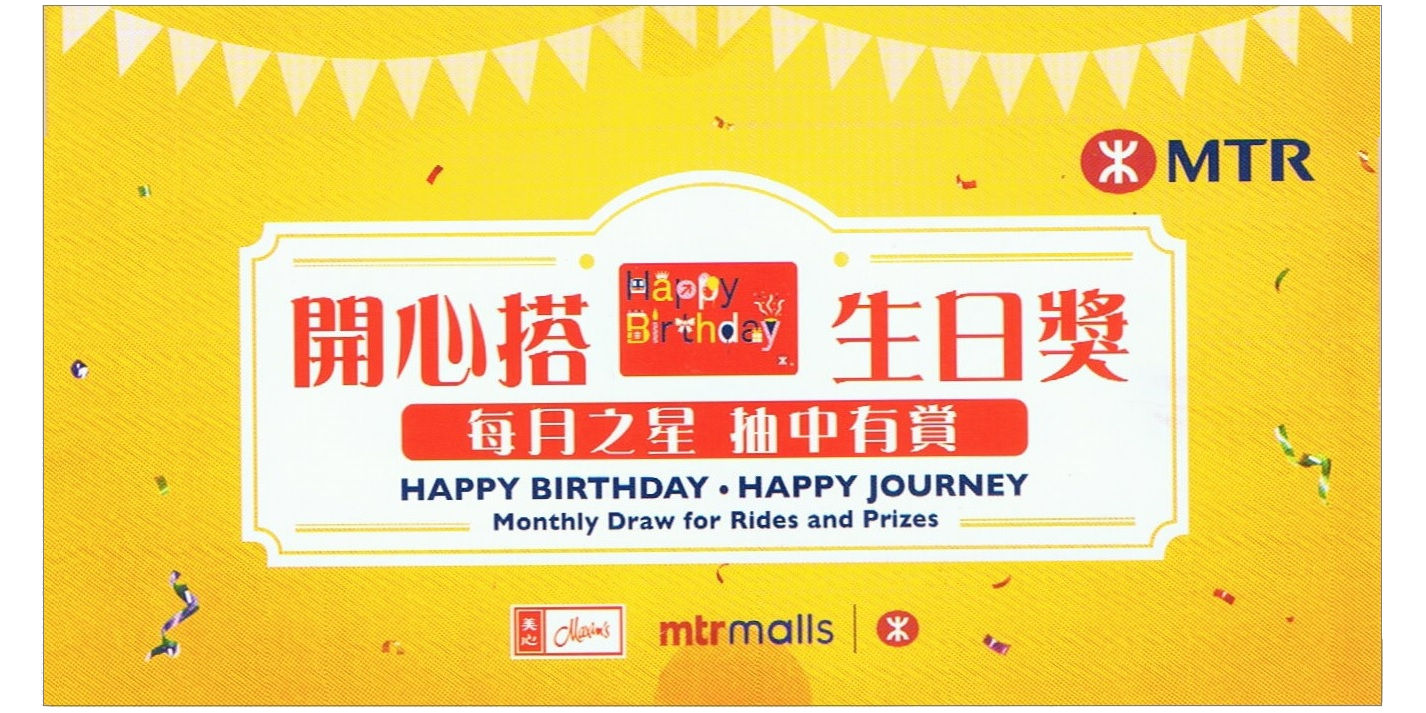 MTR
開心搭
Happy
Birthday
生日獎
每月之星 抽中有賞
HAPPY BIRTHDAY • HAPPY JOURNEY
Monthly Draw for Rides and Prizes
美心
Maxim's
mtrmalls